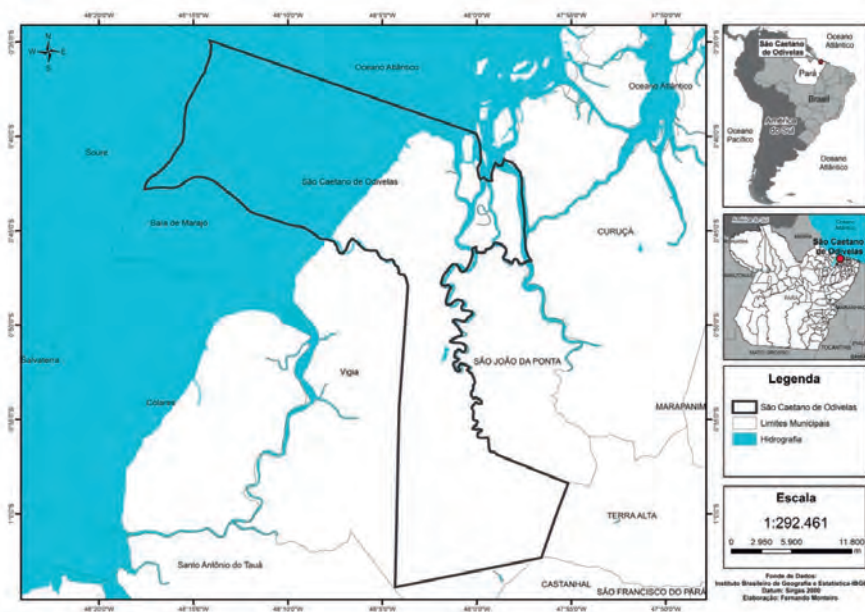 48°20'0"W 48°15'0"W 48°10'0"W 48°5'0"W 48°0'0"W 47°55'0"W 47°50'0"W
N
W E
S
Oceano Atlântico
Oceano Atlântico
Soure
São Caetano de Odivelas
Baía de Marajó
CURUÇÁ
Salvaterra
Vigia
SÃO JOÃO DA PONTA
Colares
MARAPANIM
TERRA ALTA
Santo Antônio do Tauá
CASTANHAL
SÃO FRANCISCO DO PARÁ
Oceano
Atlântico
São Caetano
de Odivelas
Pará
Brasil
América
do Sul
Oceano
Pacífico
Oceano
Atlântico
São Caetano
de Odivelas
PARÁ
TOCANTINS
MATO GROSSO
Legenda
São Caetano de Odivelas
Limites Municipais
Hidrografia
Escala
1:292.461
0 2.950 5.900 11.800
m
Fonde de Dados:
Instituto Brasileiro de Geografia e Estatística-IBGE
Datum: Sirgas 2000
Elaboração: Fernando Monteiro